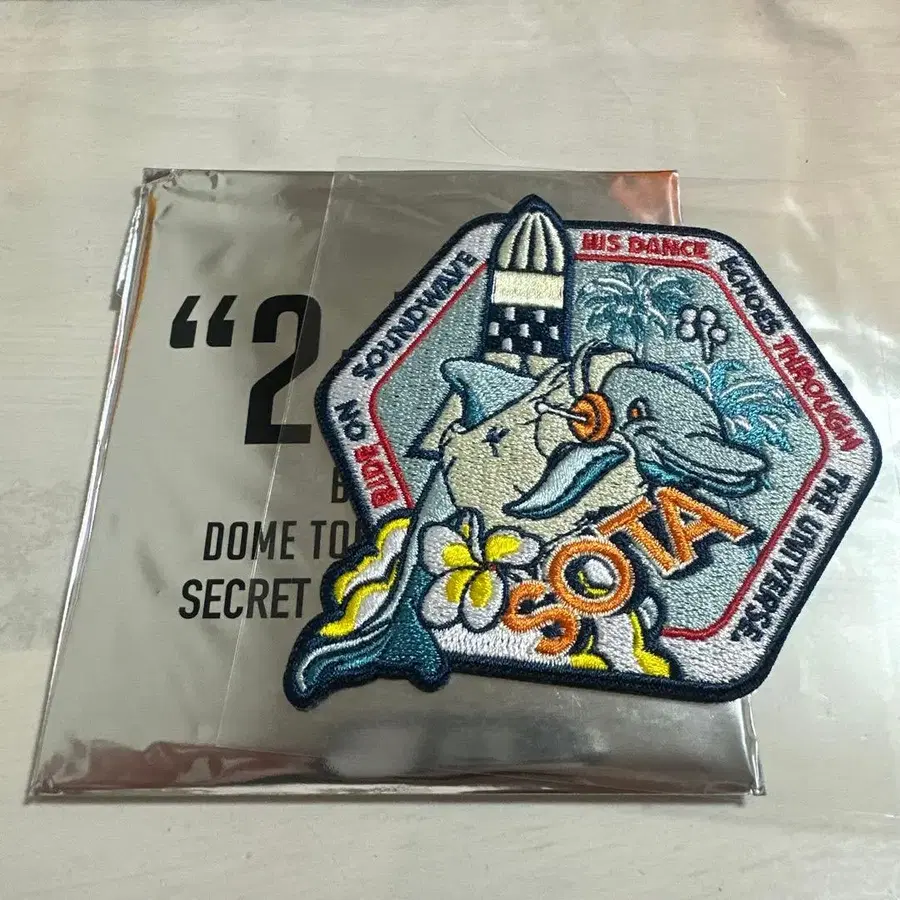 “2
DOME TO
SECRET
RIDE ON SOUNDWAVE
HIS DANCE ECHOES THROUGH THE UNIVERSE.
SOTA